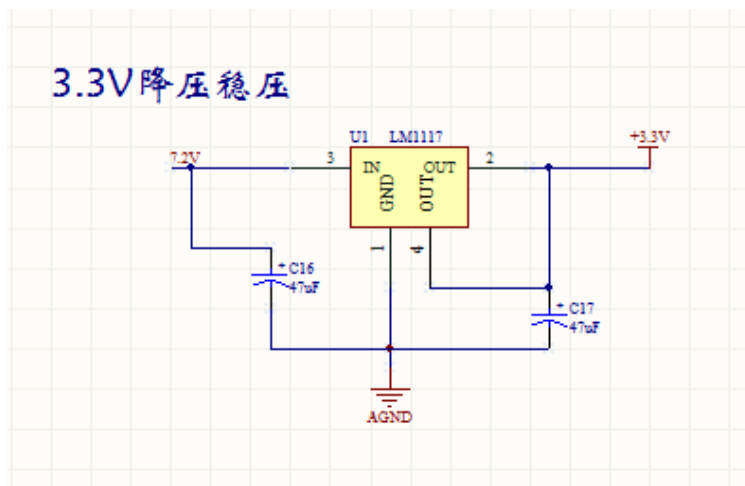 3.3V降压稳压
U1 LM1117
+3.3V
7.2V
3
IN
OUT
2
GND
OUT
1
4
+ C16
47uF
+ C17
47uF
AGND